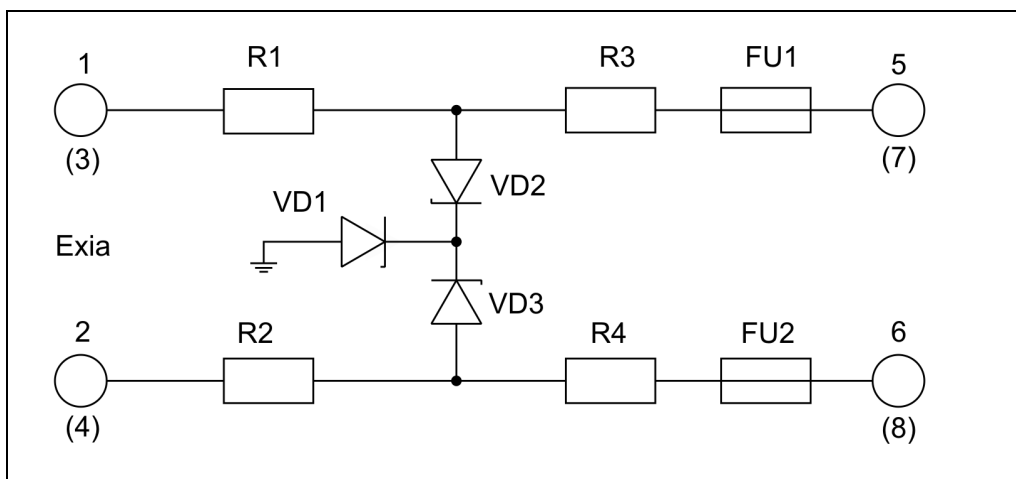 1 R1 R3 FU1 5
(3) (7)
VD2
VD1
Exia
VD3
2 R2 R4 FU2 6
(4) (8)